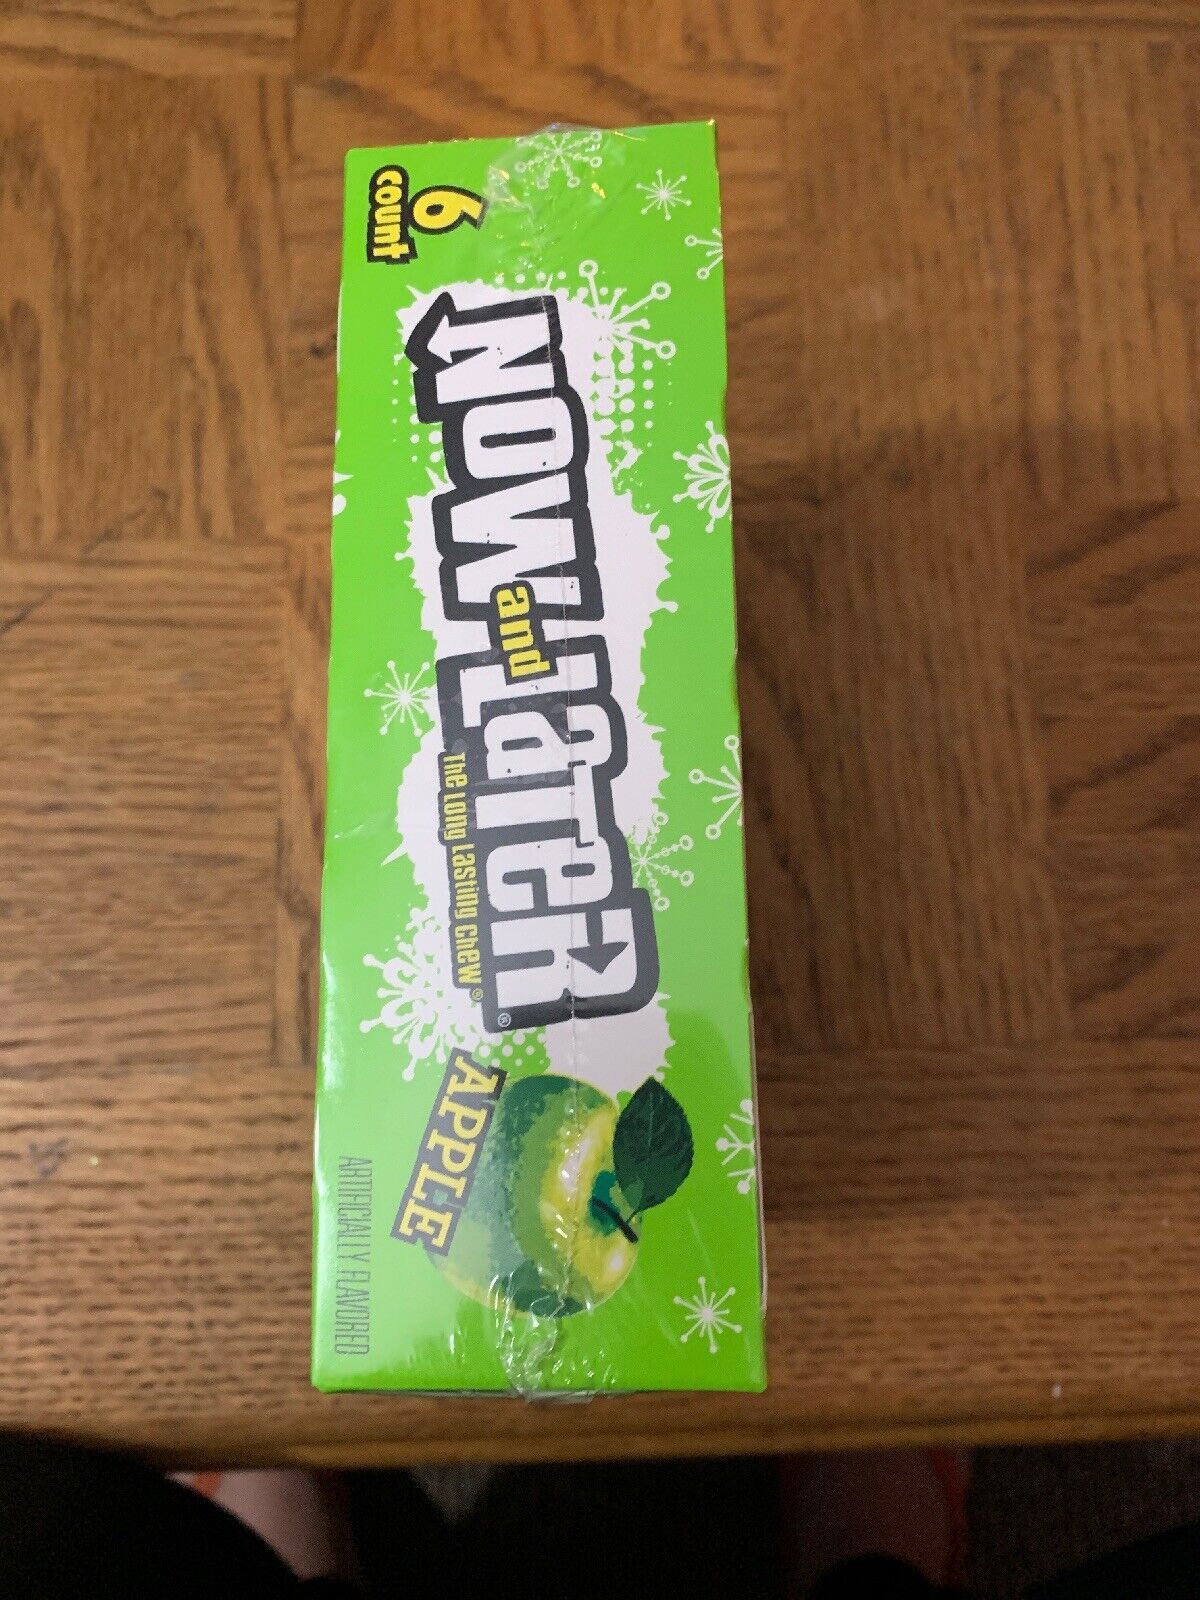 6
count
NOW
and
LaTeR®
The Long Lasting Chew®
APPLE
ARTIFICIALLY FLAVORED